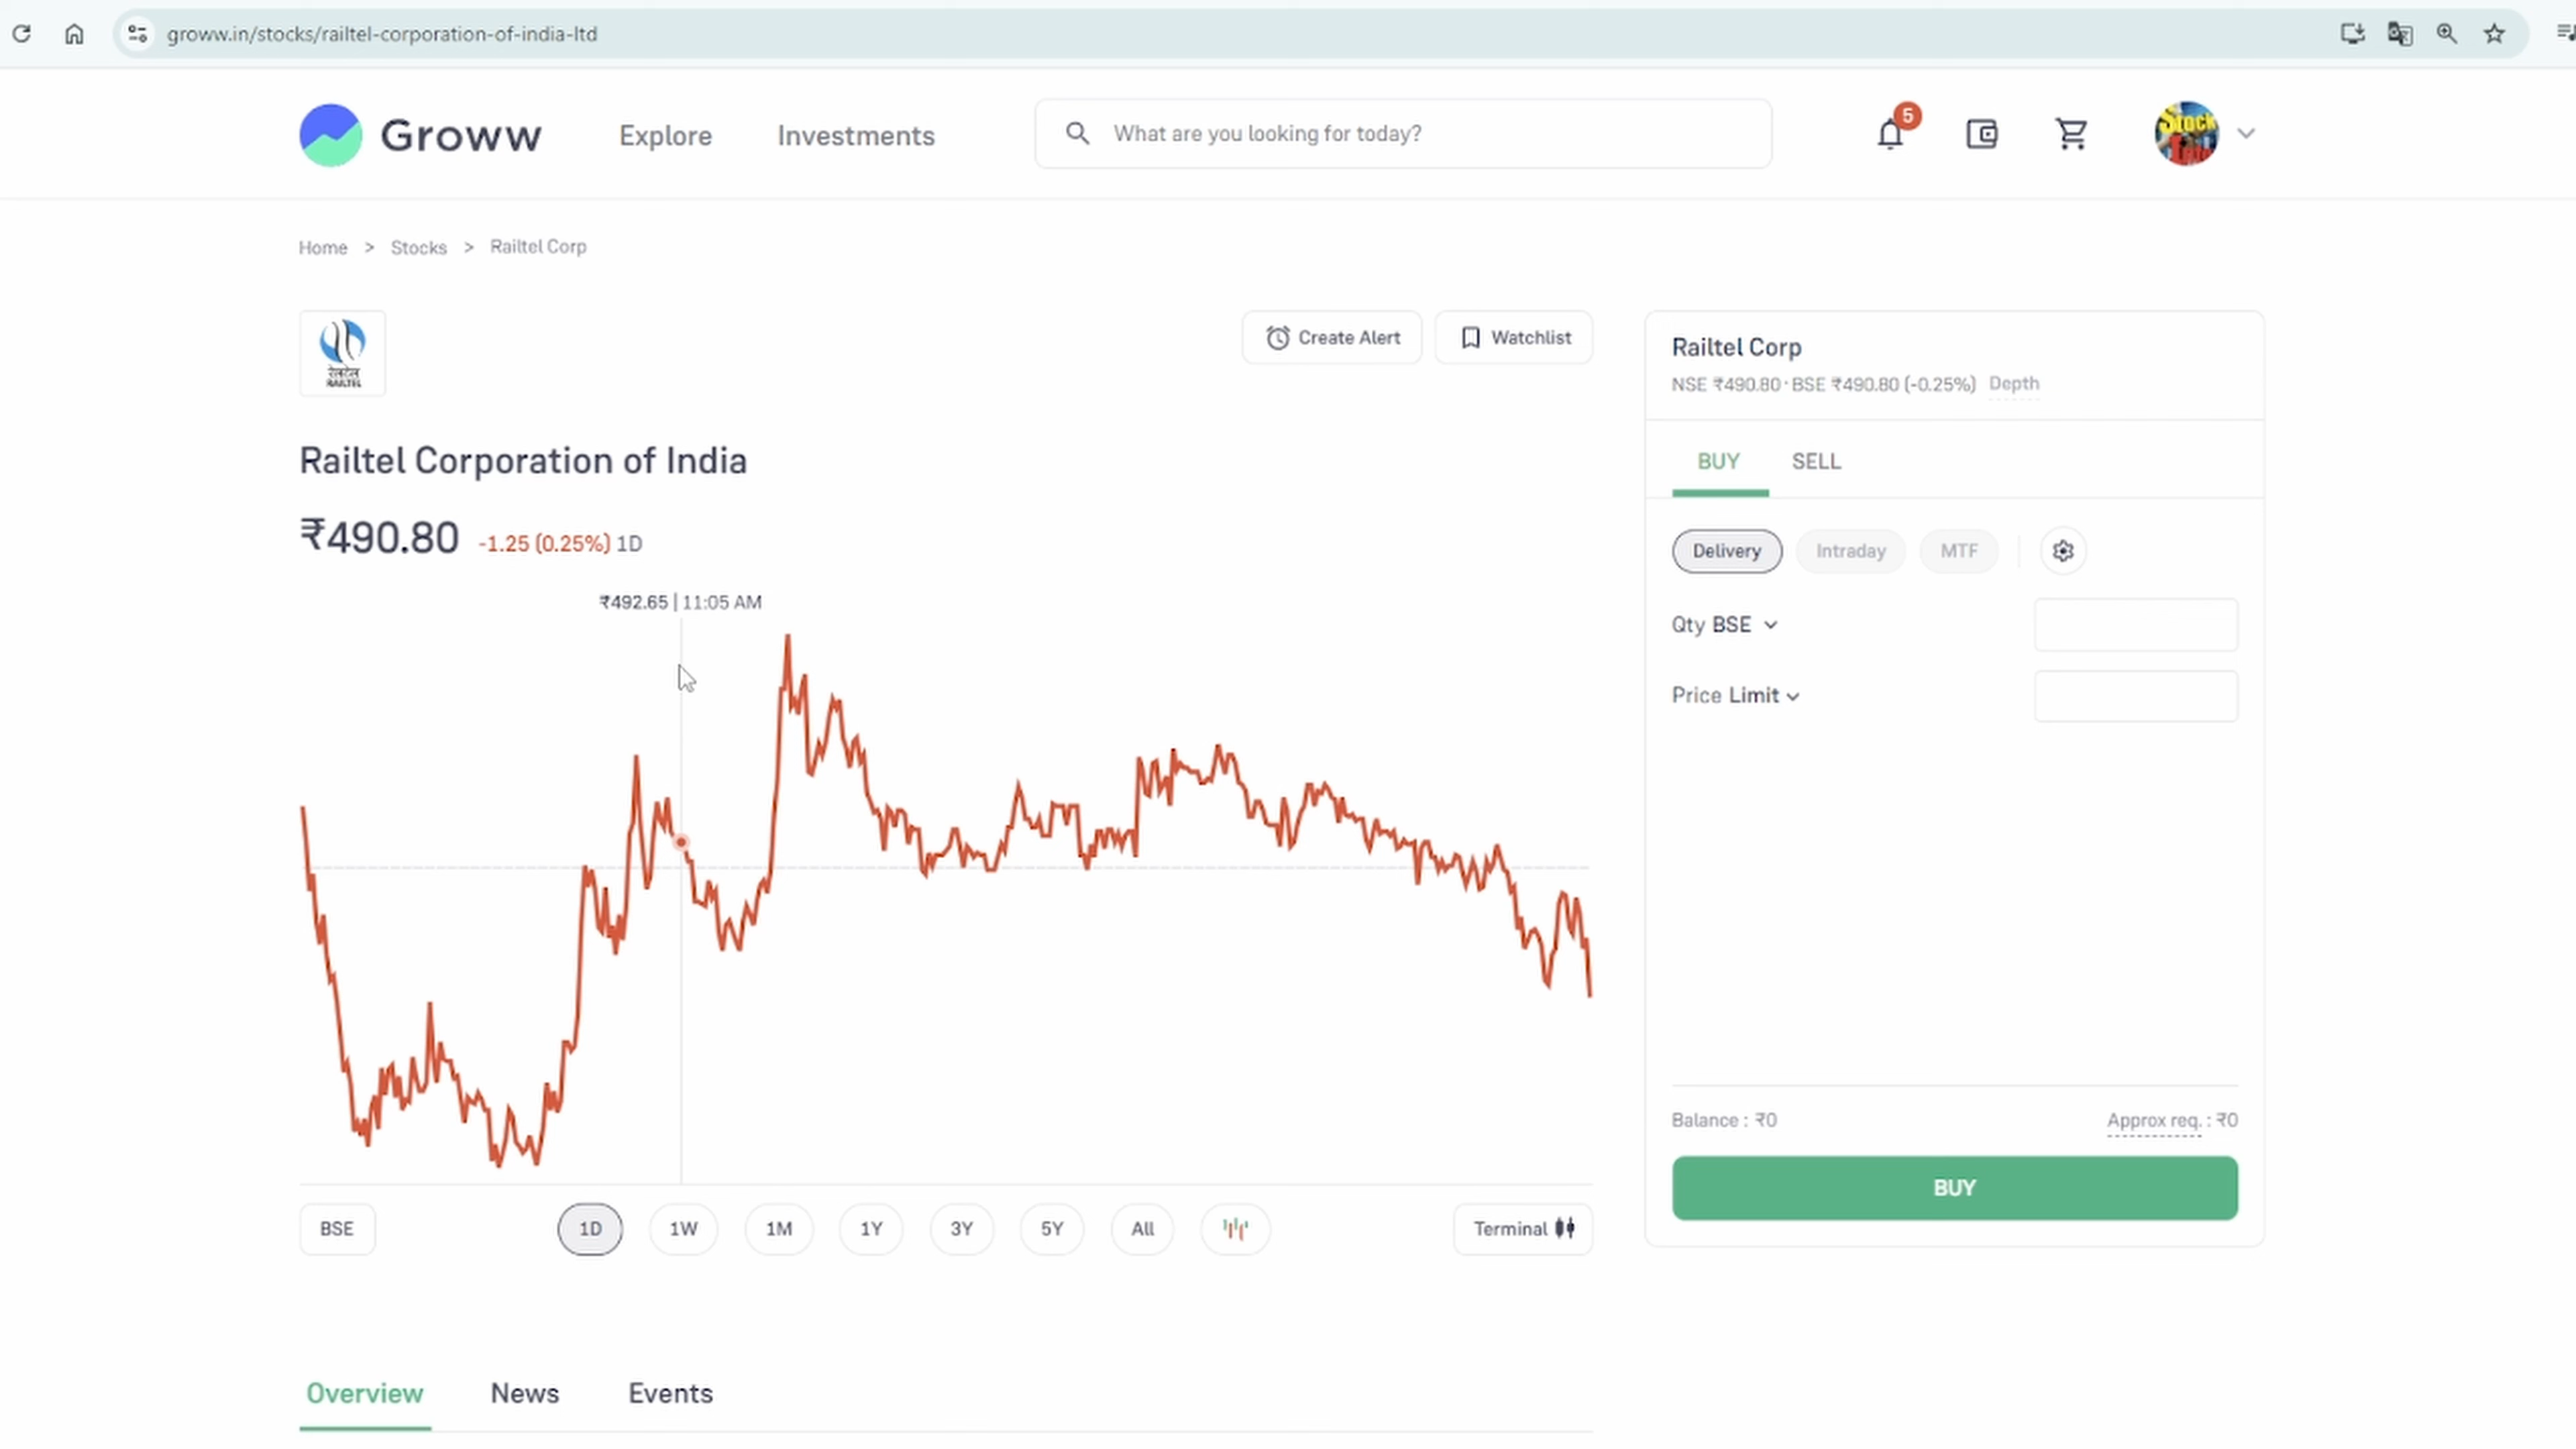 groww.in/stocks/railtel-corporation-of-india-ltd
Groww
Explore
Investments
What are you looking for today?
5
Stock
Home > Stocks > Railtel Corp
रेलटेल
RAILTEL
Create Alert
Watchlist
Railtel Corporation of India
₹490.80 -1.25 (0.25%) 1D
₹492.65 | 11:05 AM
BSE
1D
1W
1M
1Y
3Y
5Y
All
Terminal
Overview
News
Events
Railtel Corp
NSE ₹490.80 · BSE ₹490.80 (-0.25%) Depth
BUY
SELL
Delivery
Intraday
MTF
Qty BSE
Price Limit
Balance : ₹0
Approx req. : ₹0
BUY